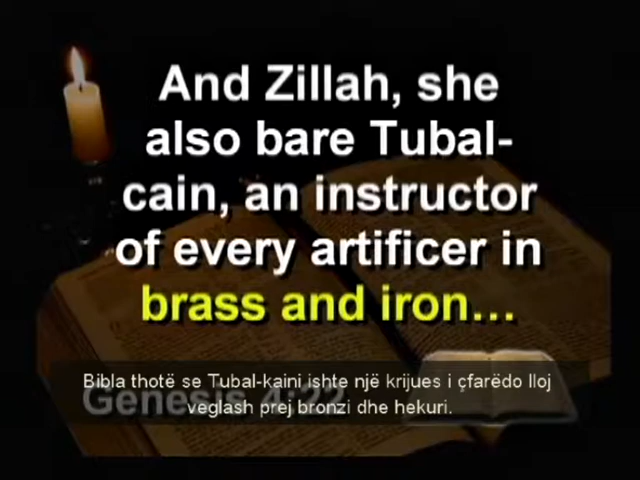 And Zillah, she
also bare Tubal-
cain, an instructor
of every artificer in
brass and iron...
Bibla thotë se Tubal-kaini ishte një krijues i çfarëdo lloj
veglash prej bronzi dhe hekuri.
Genesis 4:22